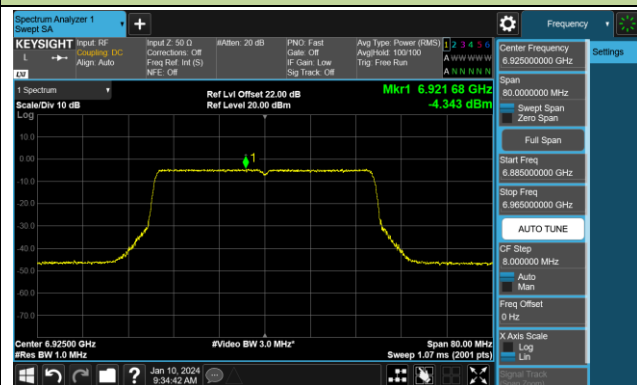 Spectrum Analyzer 1
Swept SA
Frequency
KEYSIGHT
L
Input: RF
Coupling: DC
Align: Auto
Input Z: 50 Ω
Corrections: Off
Freq Ref: Int (S)
NFE: Off
#Atten: 20 dB
PNO: Fast
Gate: Off
IF Gain: Low
Sig Track: Off
Avg Type: Power (RMS)
Avg|Hold: 100/100
Trig: Free Run
1 2 3 4 5 6
A W W W W W
A N N N N N
Settings
LXI
1 Spectrum
Scale/Div 10 dB
Log
Ref Lvl Offset 22.00 dB
Ref Level 20.00 dBm
Mkr1 6.921 68 GHz
-4.343 dBm
10.0
0.00
-10.0
-20.0
-30.0
-40.0
-50.0
-60.0
-70.0
1
Center 6.92500 GHz
#Res BW 1.0 MHz
#Video BW 3.0 MHz*
Span 80.00 MHz
Sweep 1.07 ms (2001 pts)
Center Frequency
6.925000000 GHz
Span
80.0000000 MHz
Swept Span
Zero Span
Full Span
Start Freq
6.885000000 GHz
Stop Freq
6.965000000 GHz
AUTO TUNE
CF Step
8.000000 MHz
Auto
Man
Freq Offset
0 Hz
X Axis Scale
Log
Lin
Signal Track
Jan 10, 2024
9:34:42 AM